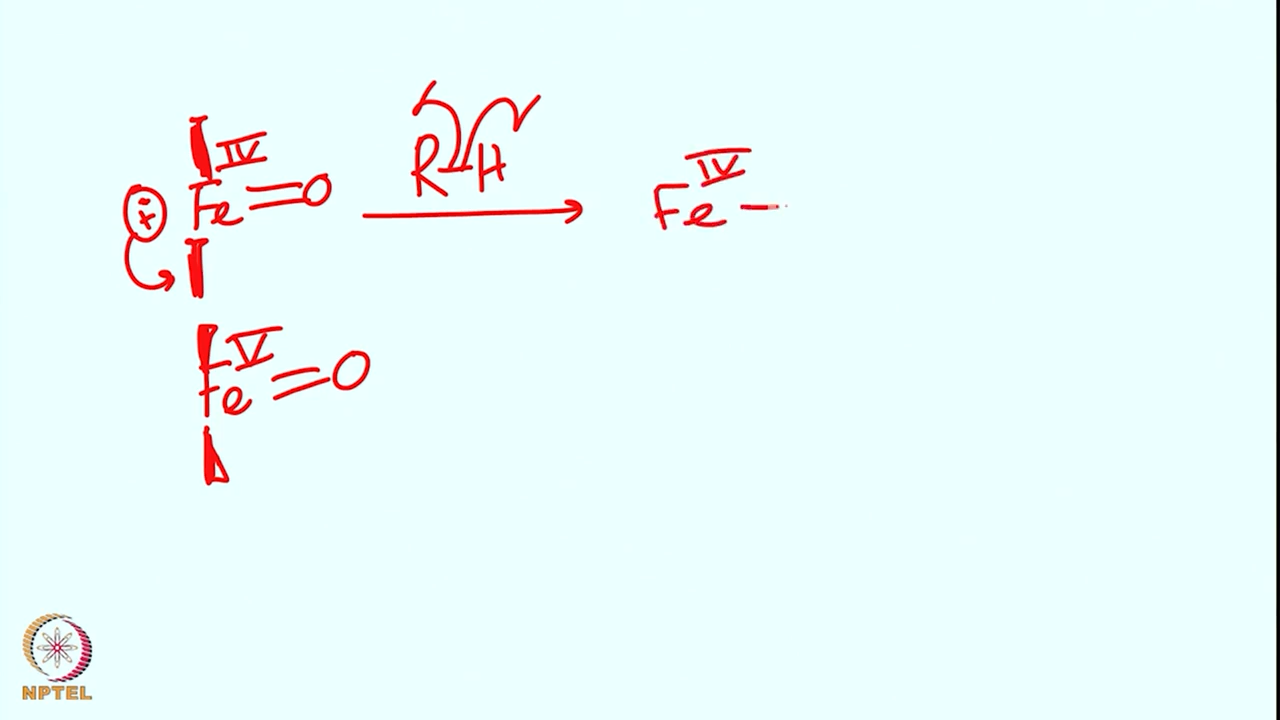 IV
Fe=O
R-H
IV
Fe-
V
Fe=O
NPTEL